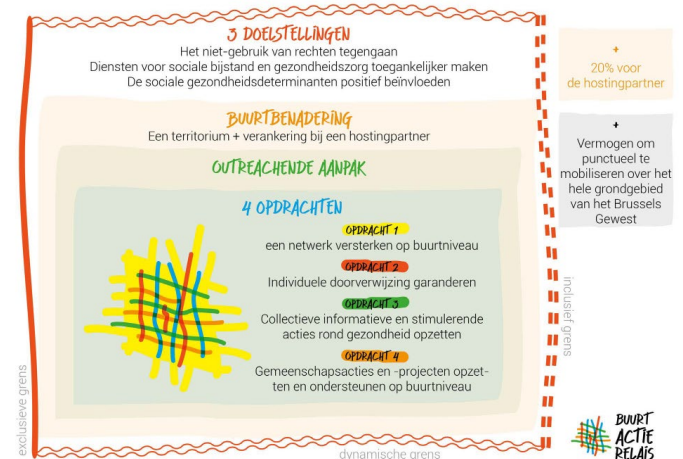 3 DOELSTELLINGEN
Het niet-gebruik van rechten tegengaan
Diensten voor sociale bijstand en gezondheidszorg toegankelijker maken
De sociale gezondheidsdeterminanten positief beïnvloeden
BUURTBENADERING
Een territorium + verankering bij een hostingpartner
OUTREACHENDE AANPAK
4 OPDRACHTEN
OPDRACHT 1
een netwerk versterken op buurtniveau
OPDRACHT 2
Individuele doorverwijzing garanderen
OPDRACHT 3
Collectieve informatieve en stimulerende
acties rond gezondheid opzetten
OPDRACHT 4
Gemeenschapsacties en -projecten opzet-
ten en ondersteunen op buurtniveau
exclusieve grens
dynamische grens
inclusief grens
+
20% voor
de hostingpartner
+
Vermogen om
punctueel te
mobiliseren over het
hele grondgebied
van het Brussels
Gewest
BUURT
ACTIE
RELAIS